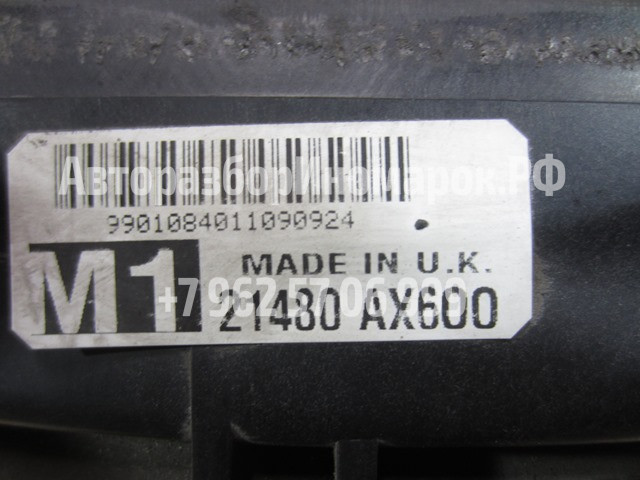 АвторазборИномарок.РФ
9901084011090924
M1
MADE IN U.K.
21480 AX600